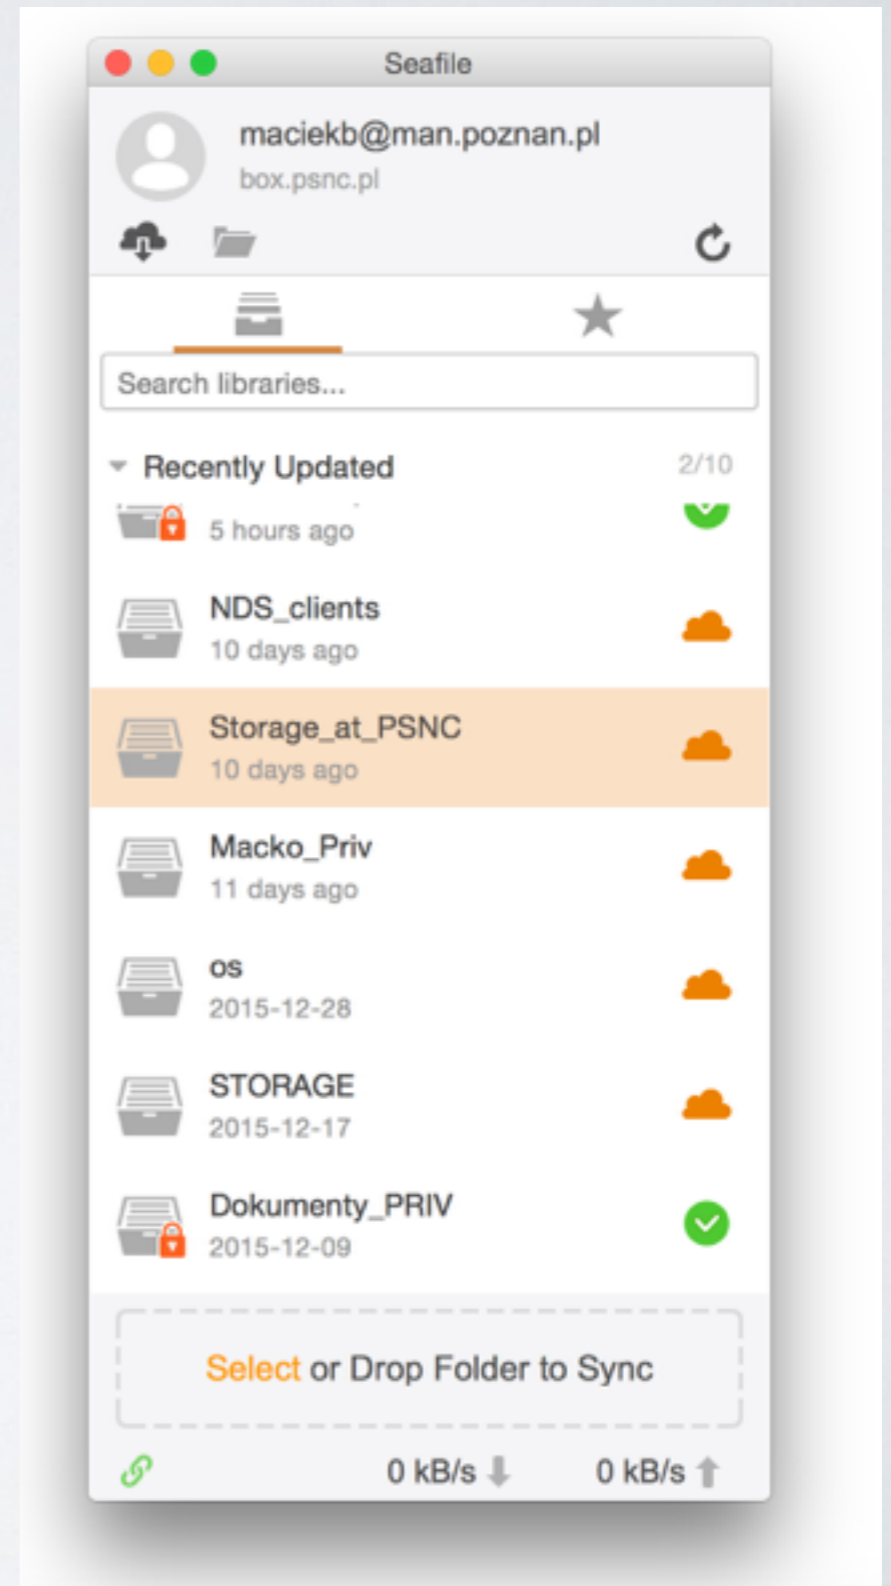 Seafile
maciekb@man.poznan.pl
box.psnc.pl
Search libraries...
Recently Updated 2/10
5 hours ago
NDS_clients
10 days ago
Storage_at_PSNC
10 days ago
Macko_Priv
11 days ago
os
2015-12-28
STORAGE
2015-12-17
Dokumenty_PRIV
2015-12-09
Select or Drop Folder to Sync
0 kB/s 0 kB/s